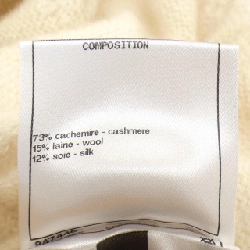 COMPOSITION
73% cachemire - cashmere
15% laine - wool
12% soie - silk